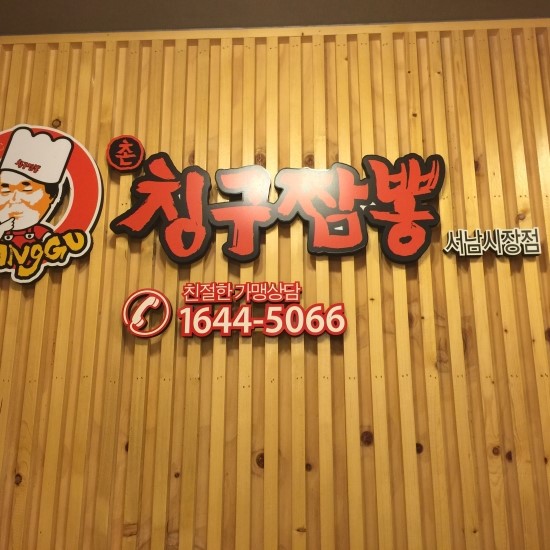 촌
칭구짬뽕
서남시장점
친절한 가맹상담
1644-5066